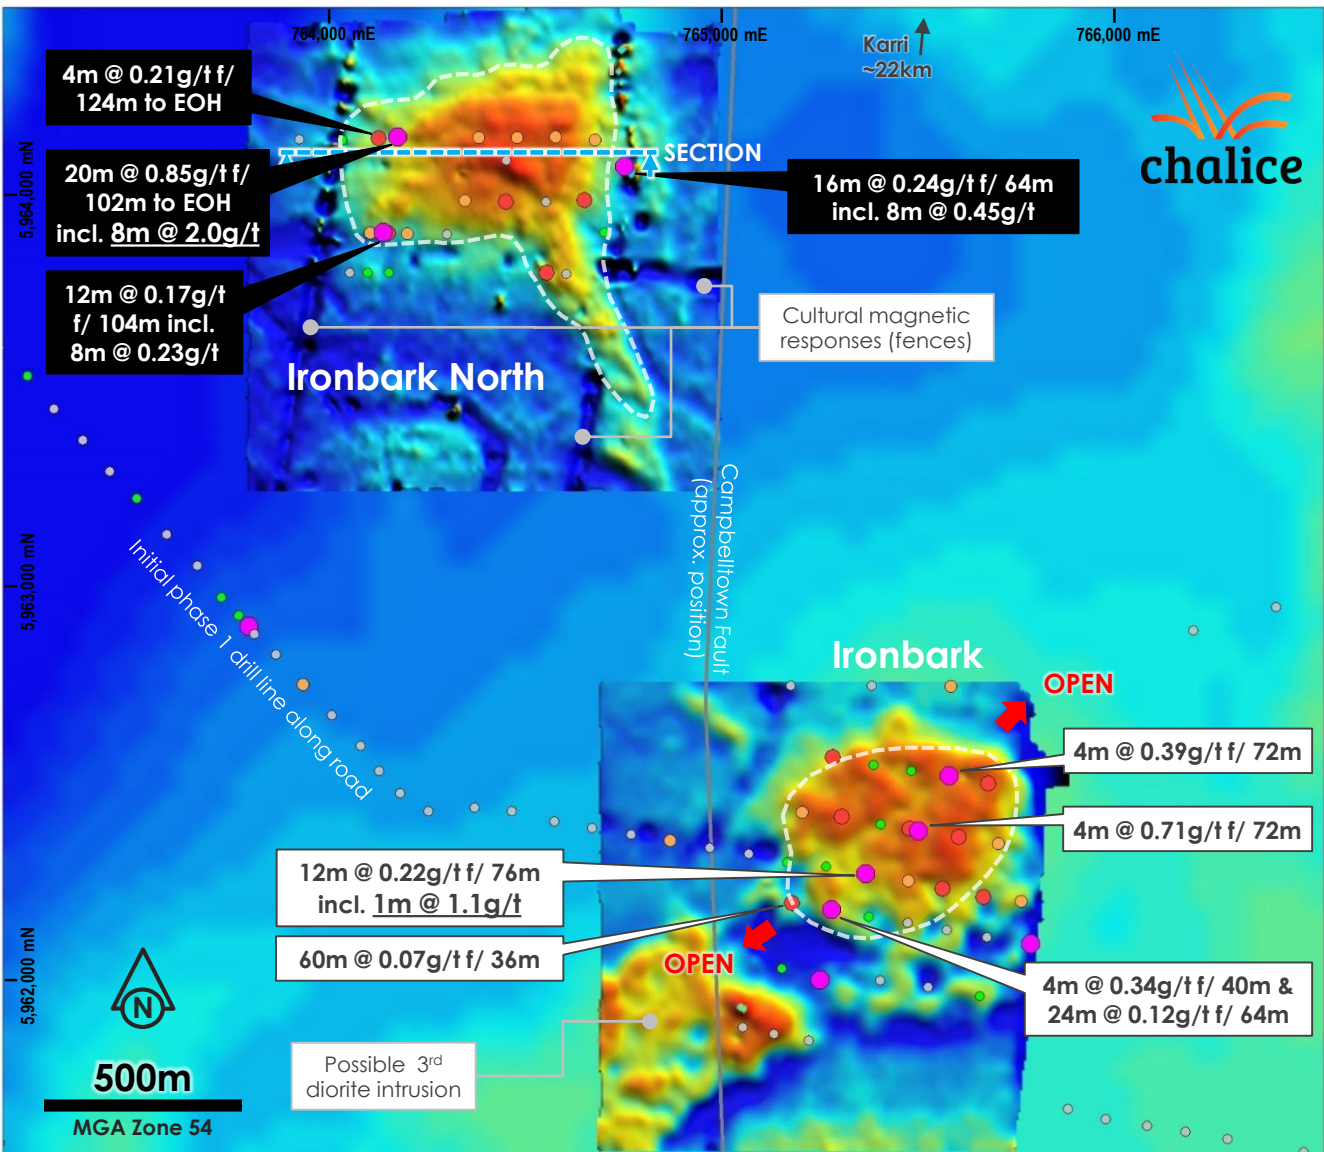 764,000 mE
765,000 mE
766,000 mE
Karri
~22km
chalice
4m @ 0.21g/t f/
124m to EOH
20m @ 0.85g/t f/
102m to EOH
incl. 8m @ 2.0g/t
12m @ 0.17g/t
f/ 104m incl.
8m @ 0.23g/t
SECTION
16m @ 0.24g/t f/ 64m
incl. 8m @ 0.45g/t
5,964,000 mN
Cultural magnetic
responses (fences)
Ironbark North
Campbelltown Fault
(approx. position)
5,963,000 mN
Initial phase 1 drill line along road
Ironbark
OPEN
4m @ 0.39g/t f/ 72m
4m @ 0.71g/t f/ 72m
12m @ 0.22g/t f/ 76m
incl. 1m @ 1.1g/t
60m @ 0.07g/t f/ 36m
OPEN
4m @ 0.34g/t f/ 40m &
24m @ 0.12g/t f/ 64m
5,962,000 mN
N
Possible 3rd
diorite intrusion
500m
MGA Zone 54